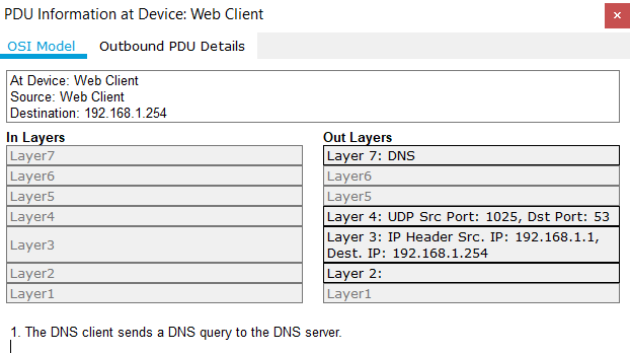 PDU Information at Device: Web Client
OSI Model Outbound PDU Details
At Device: Web Client
Source: Web Client
Destination: 192.168.1.254
In Layers
Layer7
Layer6
Layer5
Layer4
Layer3
Layer2
Layer1
Out Layers
Layer 7: DNS
Layer6
Layer5
Layer 4: UDP Src Port: 1025, Dst Port: 53
Layer 3: IP Header Src. IP: 192.168.1.1,
Dest. IP: 192.168.1.254
Layer 2:
Layer1
1. The DNS client sends a DNS query to the DNS server.